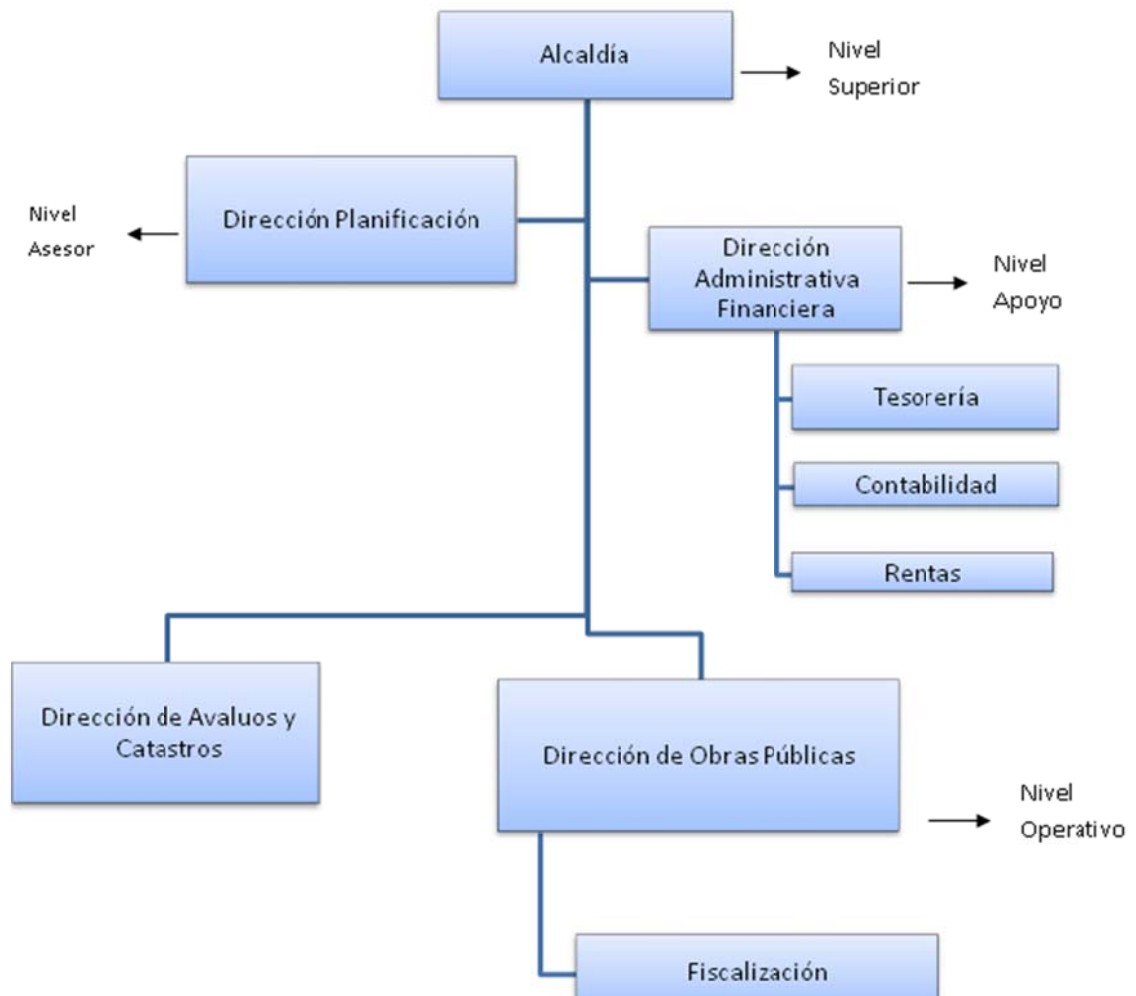 Alcaldía
Nivel
Superior
Dirección Planificación
Nivel
Asesor
Dirección
Administrativa
Financiera
Nivel
Apoyo
Tesorería
Contabilidad
Rentas
Dirección de Avaluos y
Catastros
Dirección de Obras Públicas
Nivel
Operativo
Fiscalización